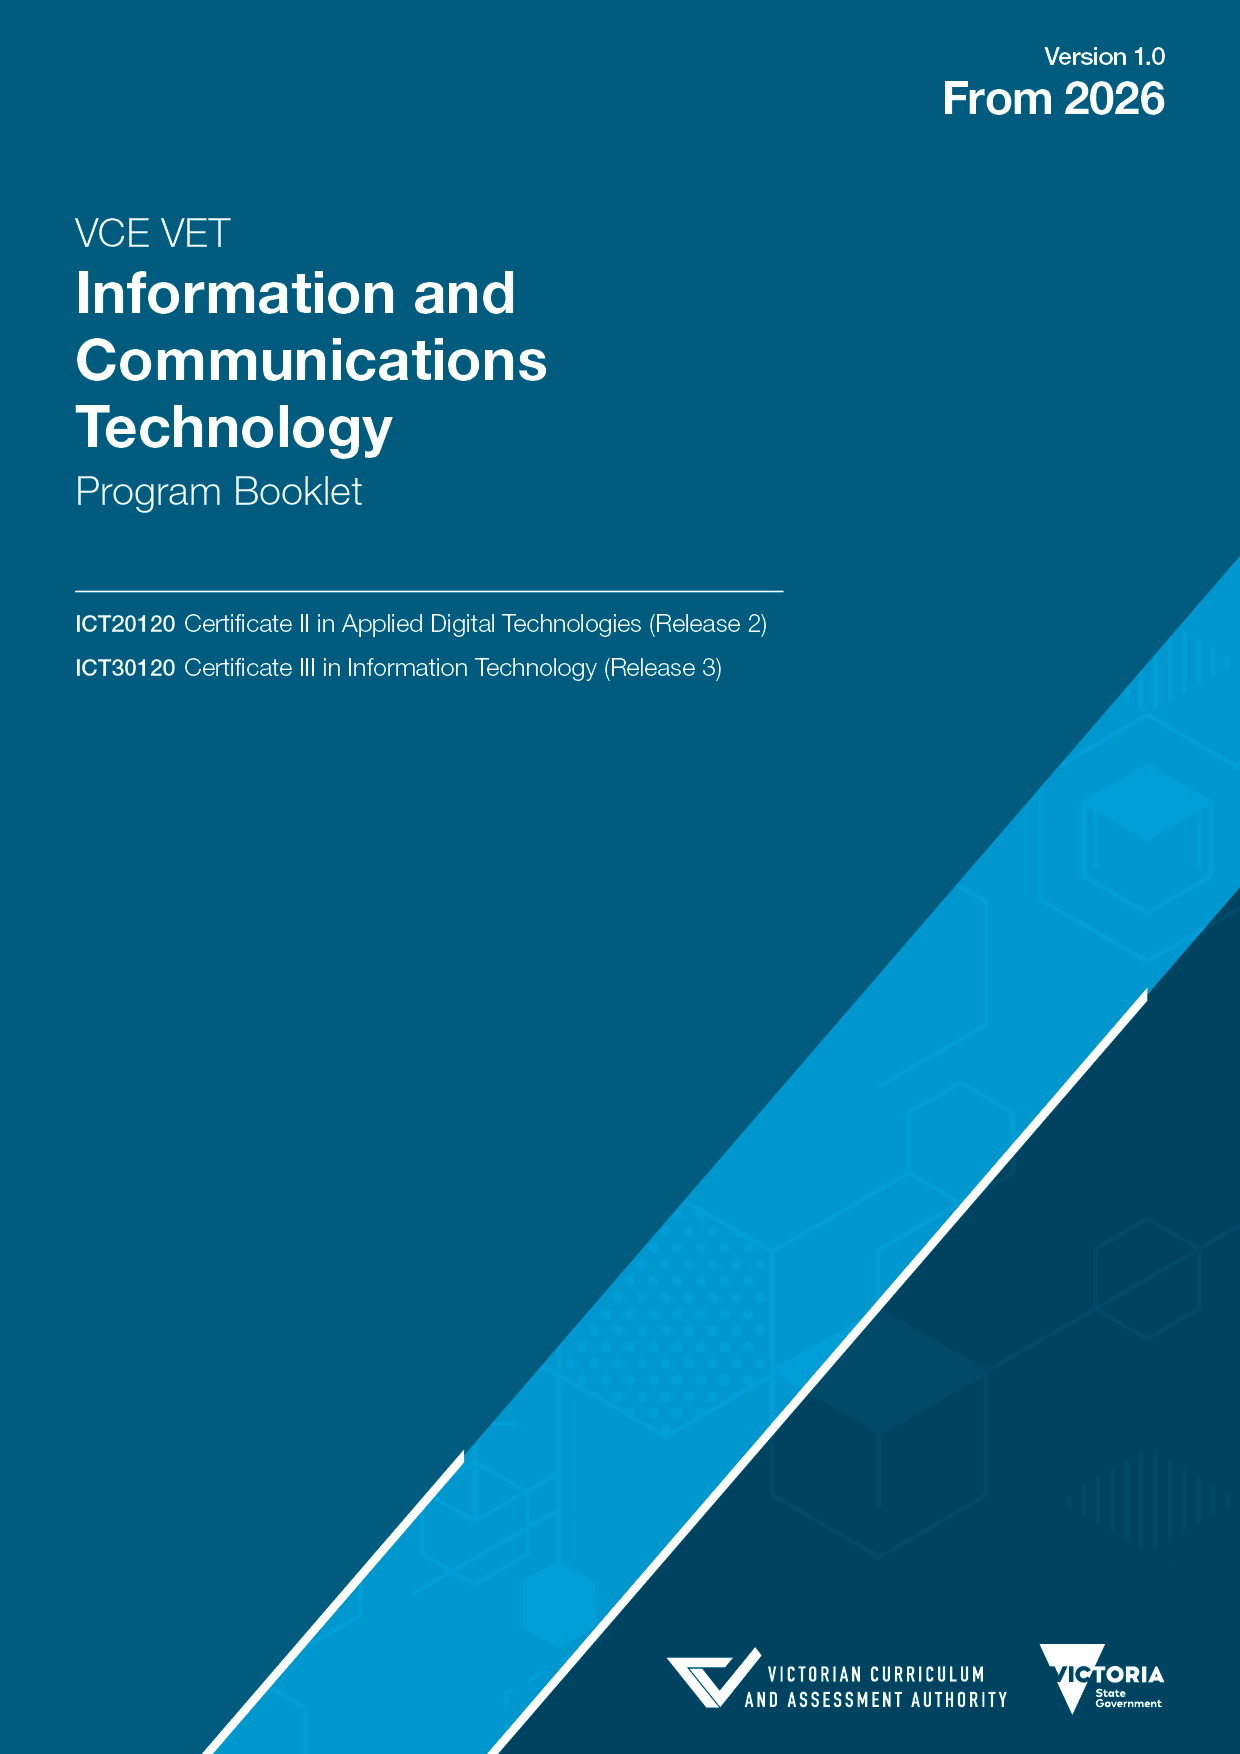 Version 1.0
From 2026
VCE VET
Information and
Communications
Technology
Program Booklet
ICT20120 Certificate II in Applied Digital Technologies (Release 2)
ICT30120 Certificate III in Information Technology (Release 3)
VICTORIAN CURRICULUM
AND ASSESSMENT AUTHORITY
VICTORIA
State
Government